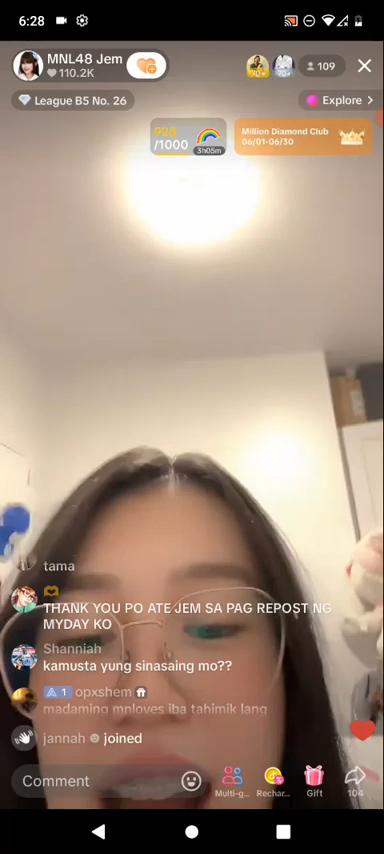 6:28
MNL48 Jem
110.2K
109
League B5 No. 26
Explore
928
/1000
3h05m
Million Diamond Club
06/01-06/30
tama
THANK YOU PO ATE JEM SA PAG REPOST NG
MYDAY KO
Shanniah
kamusta yung sinasaing mo??
1 opxshem
madaming mnloves iba tahimik lang
jannah joined
Comment
Multi-g...
Rechar...
Gift
104